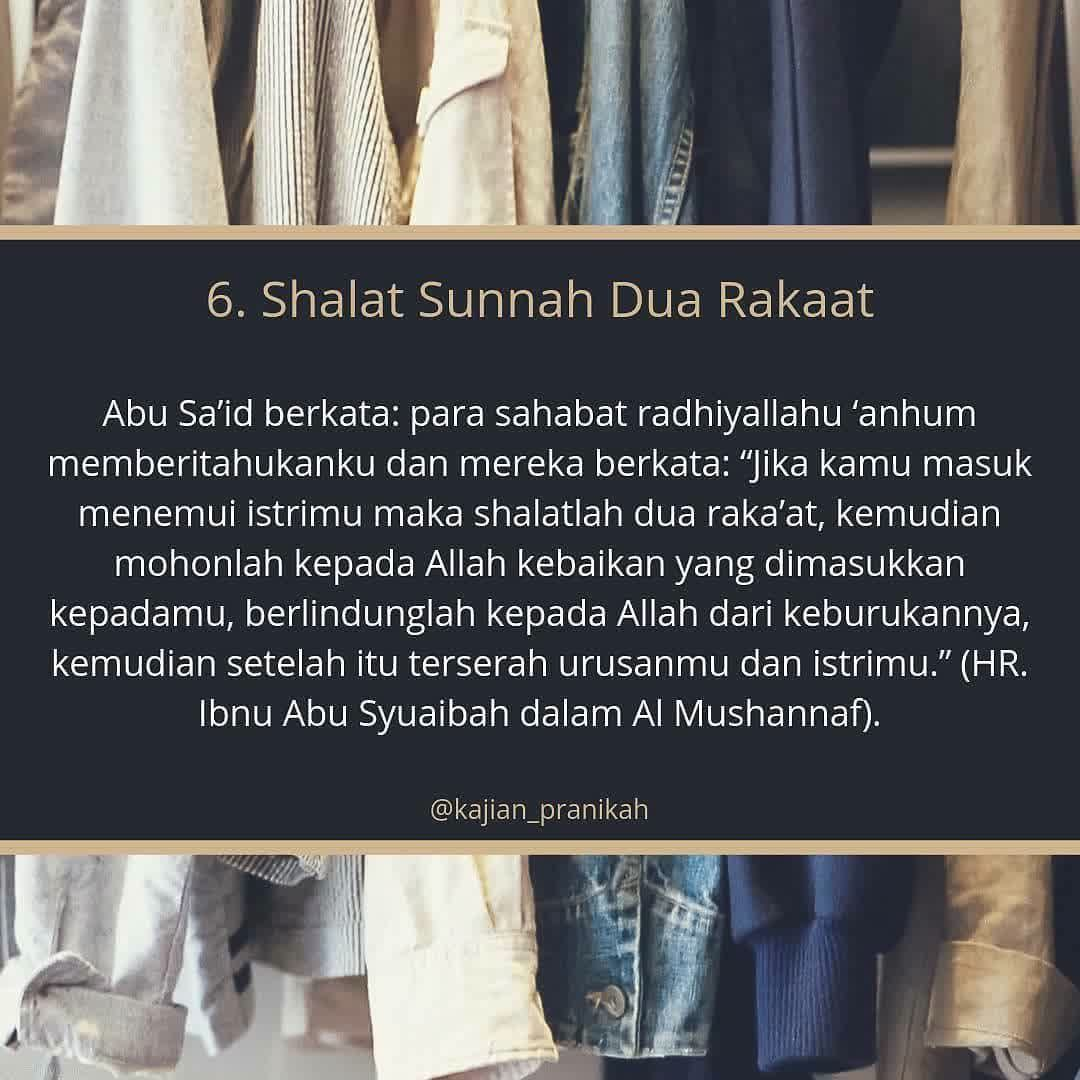 6. Shalat Sunnah Dua Rakaat
Abu Sa’id berkata: para sahabat radhiyallahu ‘anhum
memberitahukanku dan mereka berkata: “Jika kamu masuk
menemui istrimu maka shalatlah dua raka’at, kemudian
mohonlah kepada Allah kebaikan yang dimasukkan
kepadamu, berlindunglah kepada Allah dari keburukannya,
kemudian setelah itu terserah urusanmu dan istrimu.” (HR.
Ibnu Abu Syuaibah dalam Al Mushannaf).
@kajian_pranikah